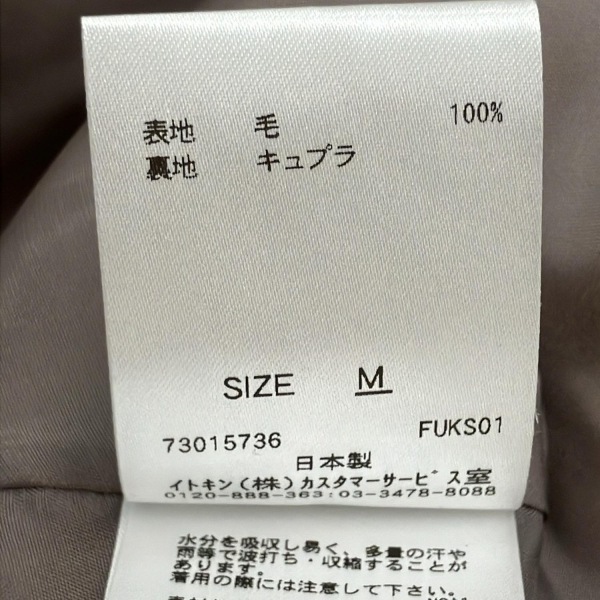 表地 毛 100%
裏地 キュプラ
SIZE M
73015736 FUKS01
日本製
イトキン(株)カスタマーサービス室
0120-888-363:03-3478-8088
水分を吸収し易く、多量の汗や
雨等で波打ち・収縮することが
あります。
着用の際には注意して下さい。